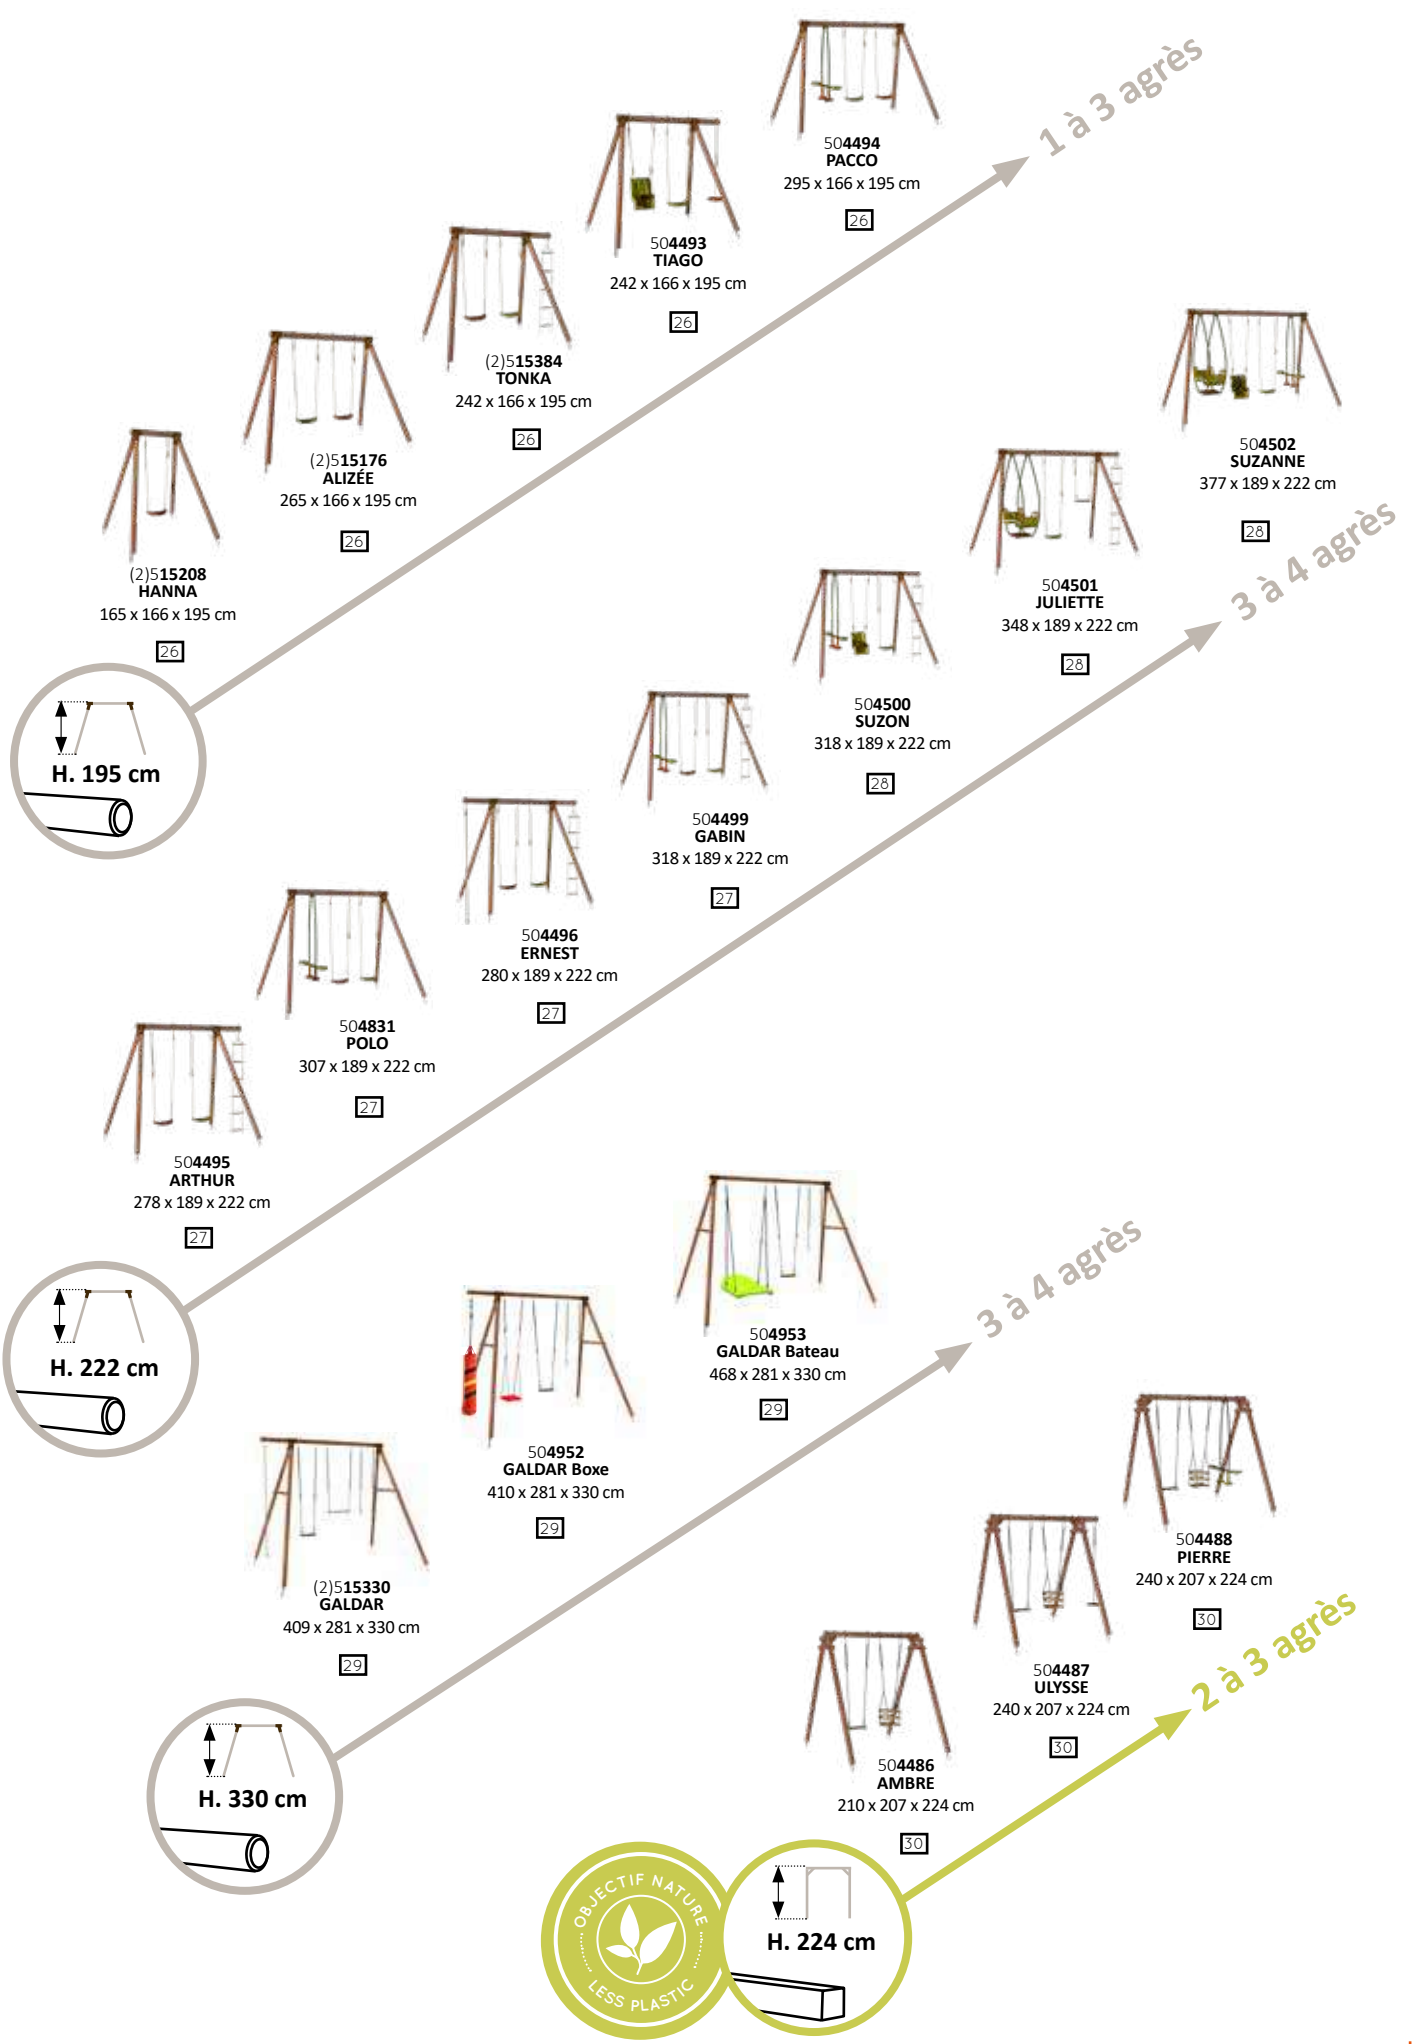 1 à 3 agrès
504494
PACCO
295 x 166 x 195 cm
26
504493
TIAGO
242 x 166 x 195 cm
26
(2)515384
TONKA
242 x 166 x 195 cm
26
(2)515176
ALIZÉE
265 x 166 x 195 cm
26
(2)515208
HANNA
165 x 166 x 195 cm
26
H. 195 cm
3 à 4 agrès
504502
SUZANNE
377 x 189 x 222 cm
28
504501
JULIETTE
348 x 189 x 222 cm
28
504500
SUZON
318 x 189 x 222 cm
28
504499
GABIN
318 x 189 x 222 cm
27
504496
ERNEST
280 x 189 x 222 cm
27
504831
POLO
307 x 189 x 222 cm
27
504495
ARTHUR
278 x 189 x 222 cm
27
H. 222 cm
3 à 4 agrès
504953
GALDAR Bateau
468 x 281 x 330 cm
29
504952
GALDAR Boxe
410 x 281 x 330 cm
29
(2)515330
GALDAR
409 x 281 x 330 cm
29
H. 330 cm
2 à 3 agrès
504488
PIERRE
240 x 207 x 224 cm
30
504487
ULYSSE
240 x 207 x 224 cm
30
504486
AMBRE
210 x 207 x 224 cm
30
OBJECTIF NATURE
LESS PLASTIC
H. 224 cm